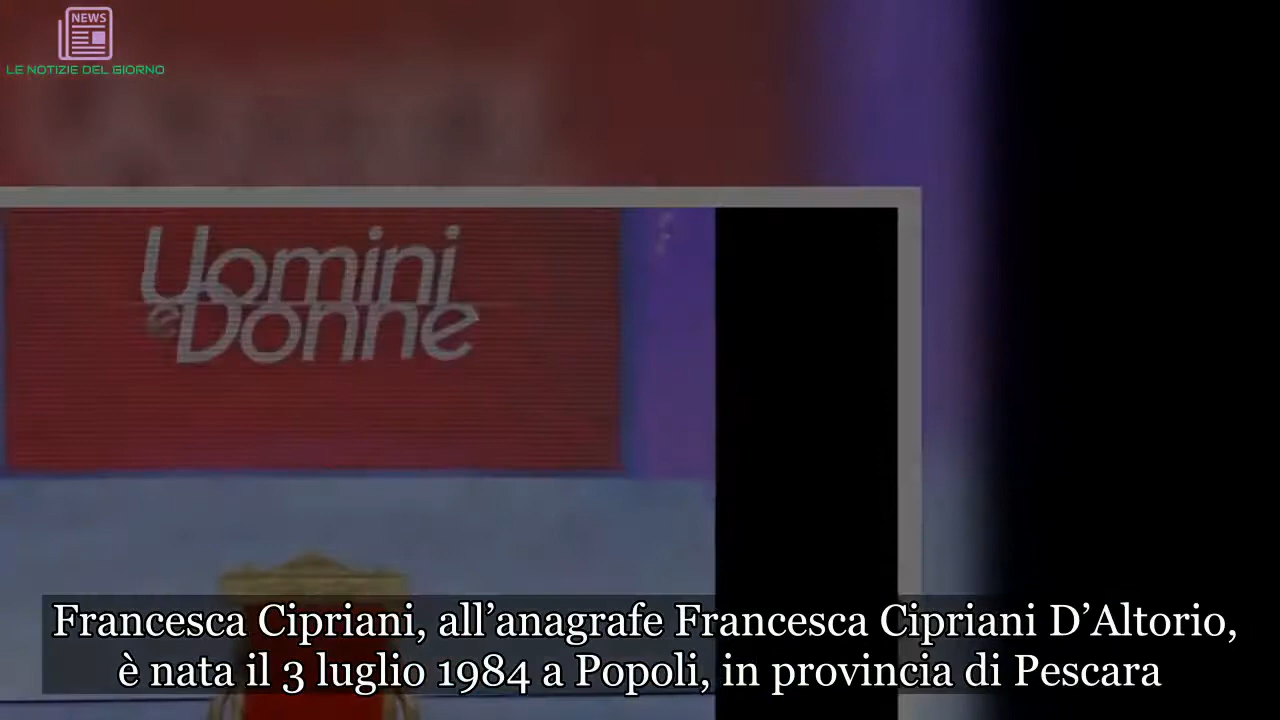 NEWS
LE NOTIZIE DEL GIORNO
Uomini
e Donne
Francesca Cipriani, all’anagrafe Francesca Cipriani D’Altorio,
è nata il 3 luglio 1984 a Popoli, in provincia di Pescara